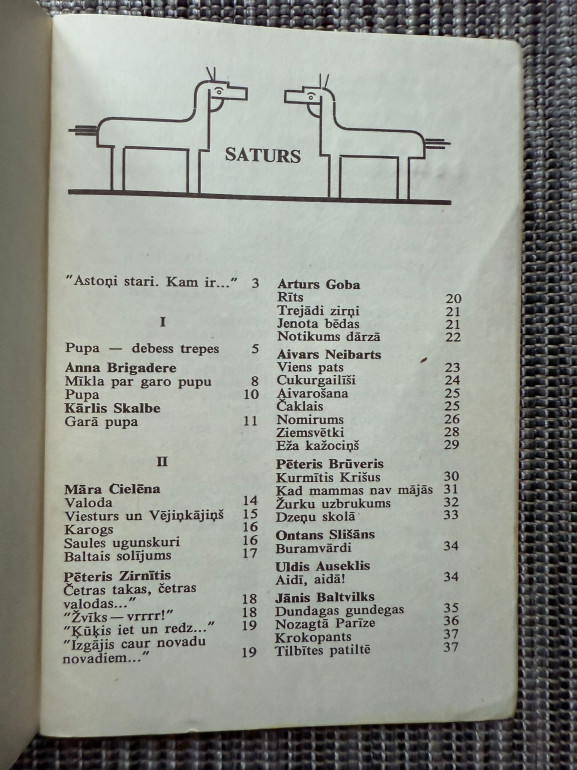 SATURS
"Astoņi stari. Kam ir..." 3
I
Pupa — debess trepes 5
Anna Brigadere
Mīkla par garo pupu 8
Pupa 10
Kārlis Skalbe
Garā pupa 11
II
Māra Cielēna
Valoda 14
Viesturs un Vējiņkājiņš 15
Karogs 16
Saules ugunskuri 16
Baltais solījums 17
Pēteris Zirnītis
Četras takas, četras
valodas..." 18
"Žvīks — vrrrr!" 18
"Ķūķis iet un redz..." 19
"Izgājis caur novadu
novadiem..." 19
Arturs Goba
Rīts 20
Trejādi zirņi 21
Jenota bēdas 21
Notikums dārzā 22
Aivars Neibarts
Viens pats 23
Cukurgailīši 24
Aivarošana 25
Čaklais 25
Nomirums 26
Ziemsvētki 28
Eža kažociņš 29
Pēteris Brūveris
Kurmītis Krišus 30
Kad mammas nav mājās 31
Žurku uzbrukums 32
Dzeņu skolā 33
Ontans Slišāns
Buramvārdi 34
Uldis Auseklis
Aidī, aidā! 34
Jānis Baltvilks
Dundagas gundegas 35
Nozagtā Parīze 36
Krokopants 37
Tilbītes patiltē 37